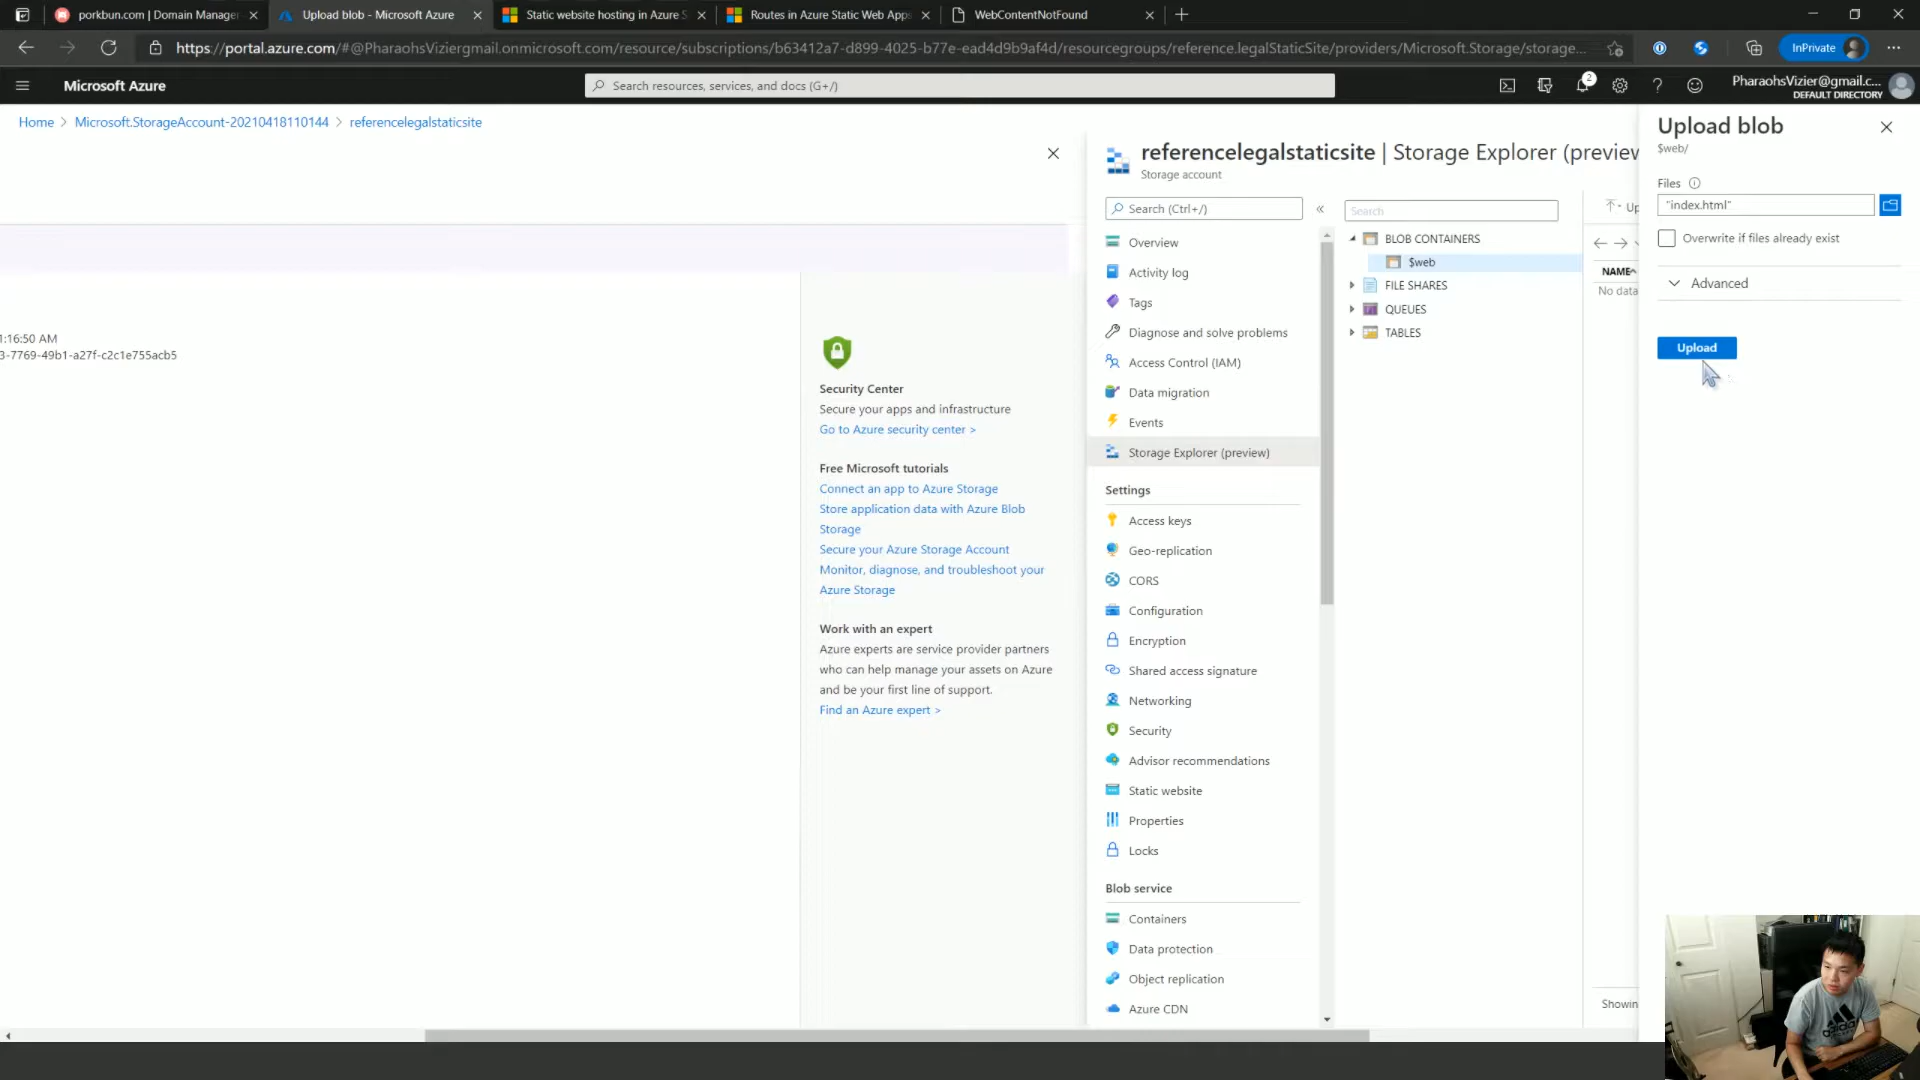 porkbun.com | Domain Manager
Upload blob - Microsoft Azure
Static website hosting in Azure S
Routes in Azure Static Web Apps
WebContentNotFound
https://portal.azure.com/#@PharaohsViziergmail.onmicrosoft.com/resource/subscriptions/b63412a7-d899-4025-b77e-ead4d9b9af4d/resourcegroups/reference.legalStaticSite/providers/Microsoft.Storage/storage...
InPrivate
Microsoft Azure
Search resources, services, and docs (G+/)
2
PharaohsVizier@gmail.c...
DEFAULT DIRECTORY
Home > Microsoft.StorageAccount-20210418110144 > referencelegalstaticsite
1:16:50 AM
3-7769-49b1-a27f-c2c1e755acb5
Security Center
Secure your apps and infrastructure
Go to Azure security center >
Free Microsoft tutorials
Connect an app to Azure Storage
Store application data with Azure Blob
Storage
Secure your Azure Storage Account
Monitor, diagnose, and troubleshoot your
Azure Storage
Work with an expert
Azure experts are service provider partners
who can help manage your assets on Azure
and be your first line of support.
Find an Azure expert >
referencelegalstaticsite | Storage Explorer (preview
Storage account
Search (Ctrl+/)
«
Overview
Activity log
Tags
Diagnose and solve problems
Access Control (IAM)
Data migration
Events
Storage Explorer (preview)
Settings
Access keys
Geo-replication
CORS
Configuration
Encryption
Shared access signature
Networking
Security
Advisor recommendations
Static website
Properties
Locks
Blob service
Containers
Data protection
Object replication
Azure CDN
Search
BLOB CONTAINERS
$web
FILE SHARES
QUEUES
TABLES
Up
NAME
No data
Showin
Upload blob
$web/
Files
"index.html"
Overwrite if files already exist
Advanced
Upload
adidas